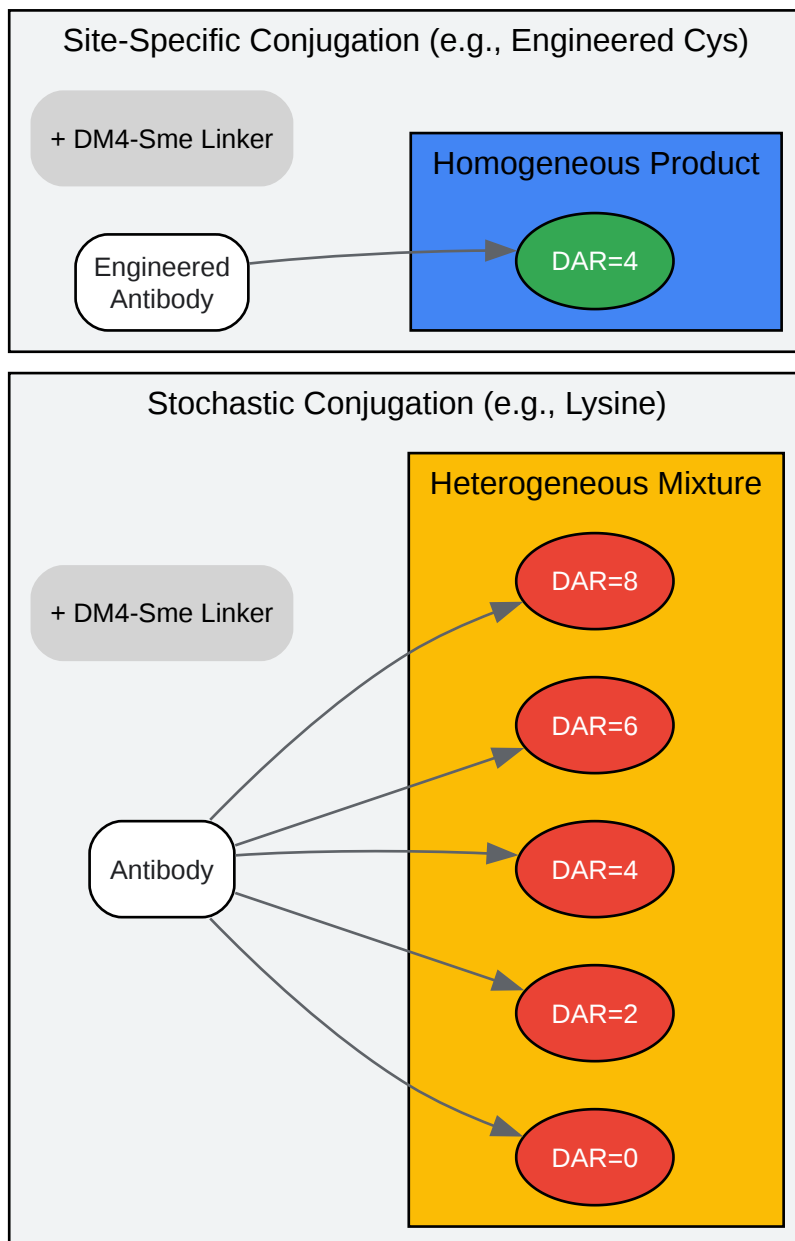 Site-Specific Conjugation (e.g., Engineered Cys)
+ DM4-Sme Linker
Homogeneous Product
Engineered
Antibody
DAR=4
Stochastic Conjugation (e.g., Lysine)
Heterogeneous Mixture
+ DM4-Sme Linker
DAR=8
DAR=6
Antibody
DAR=4
DAR=2
DAR=0